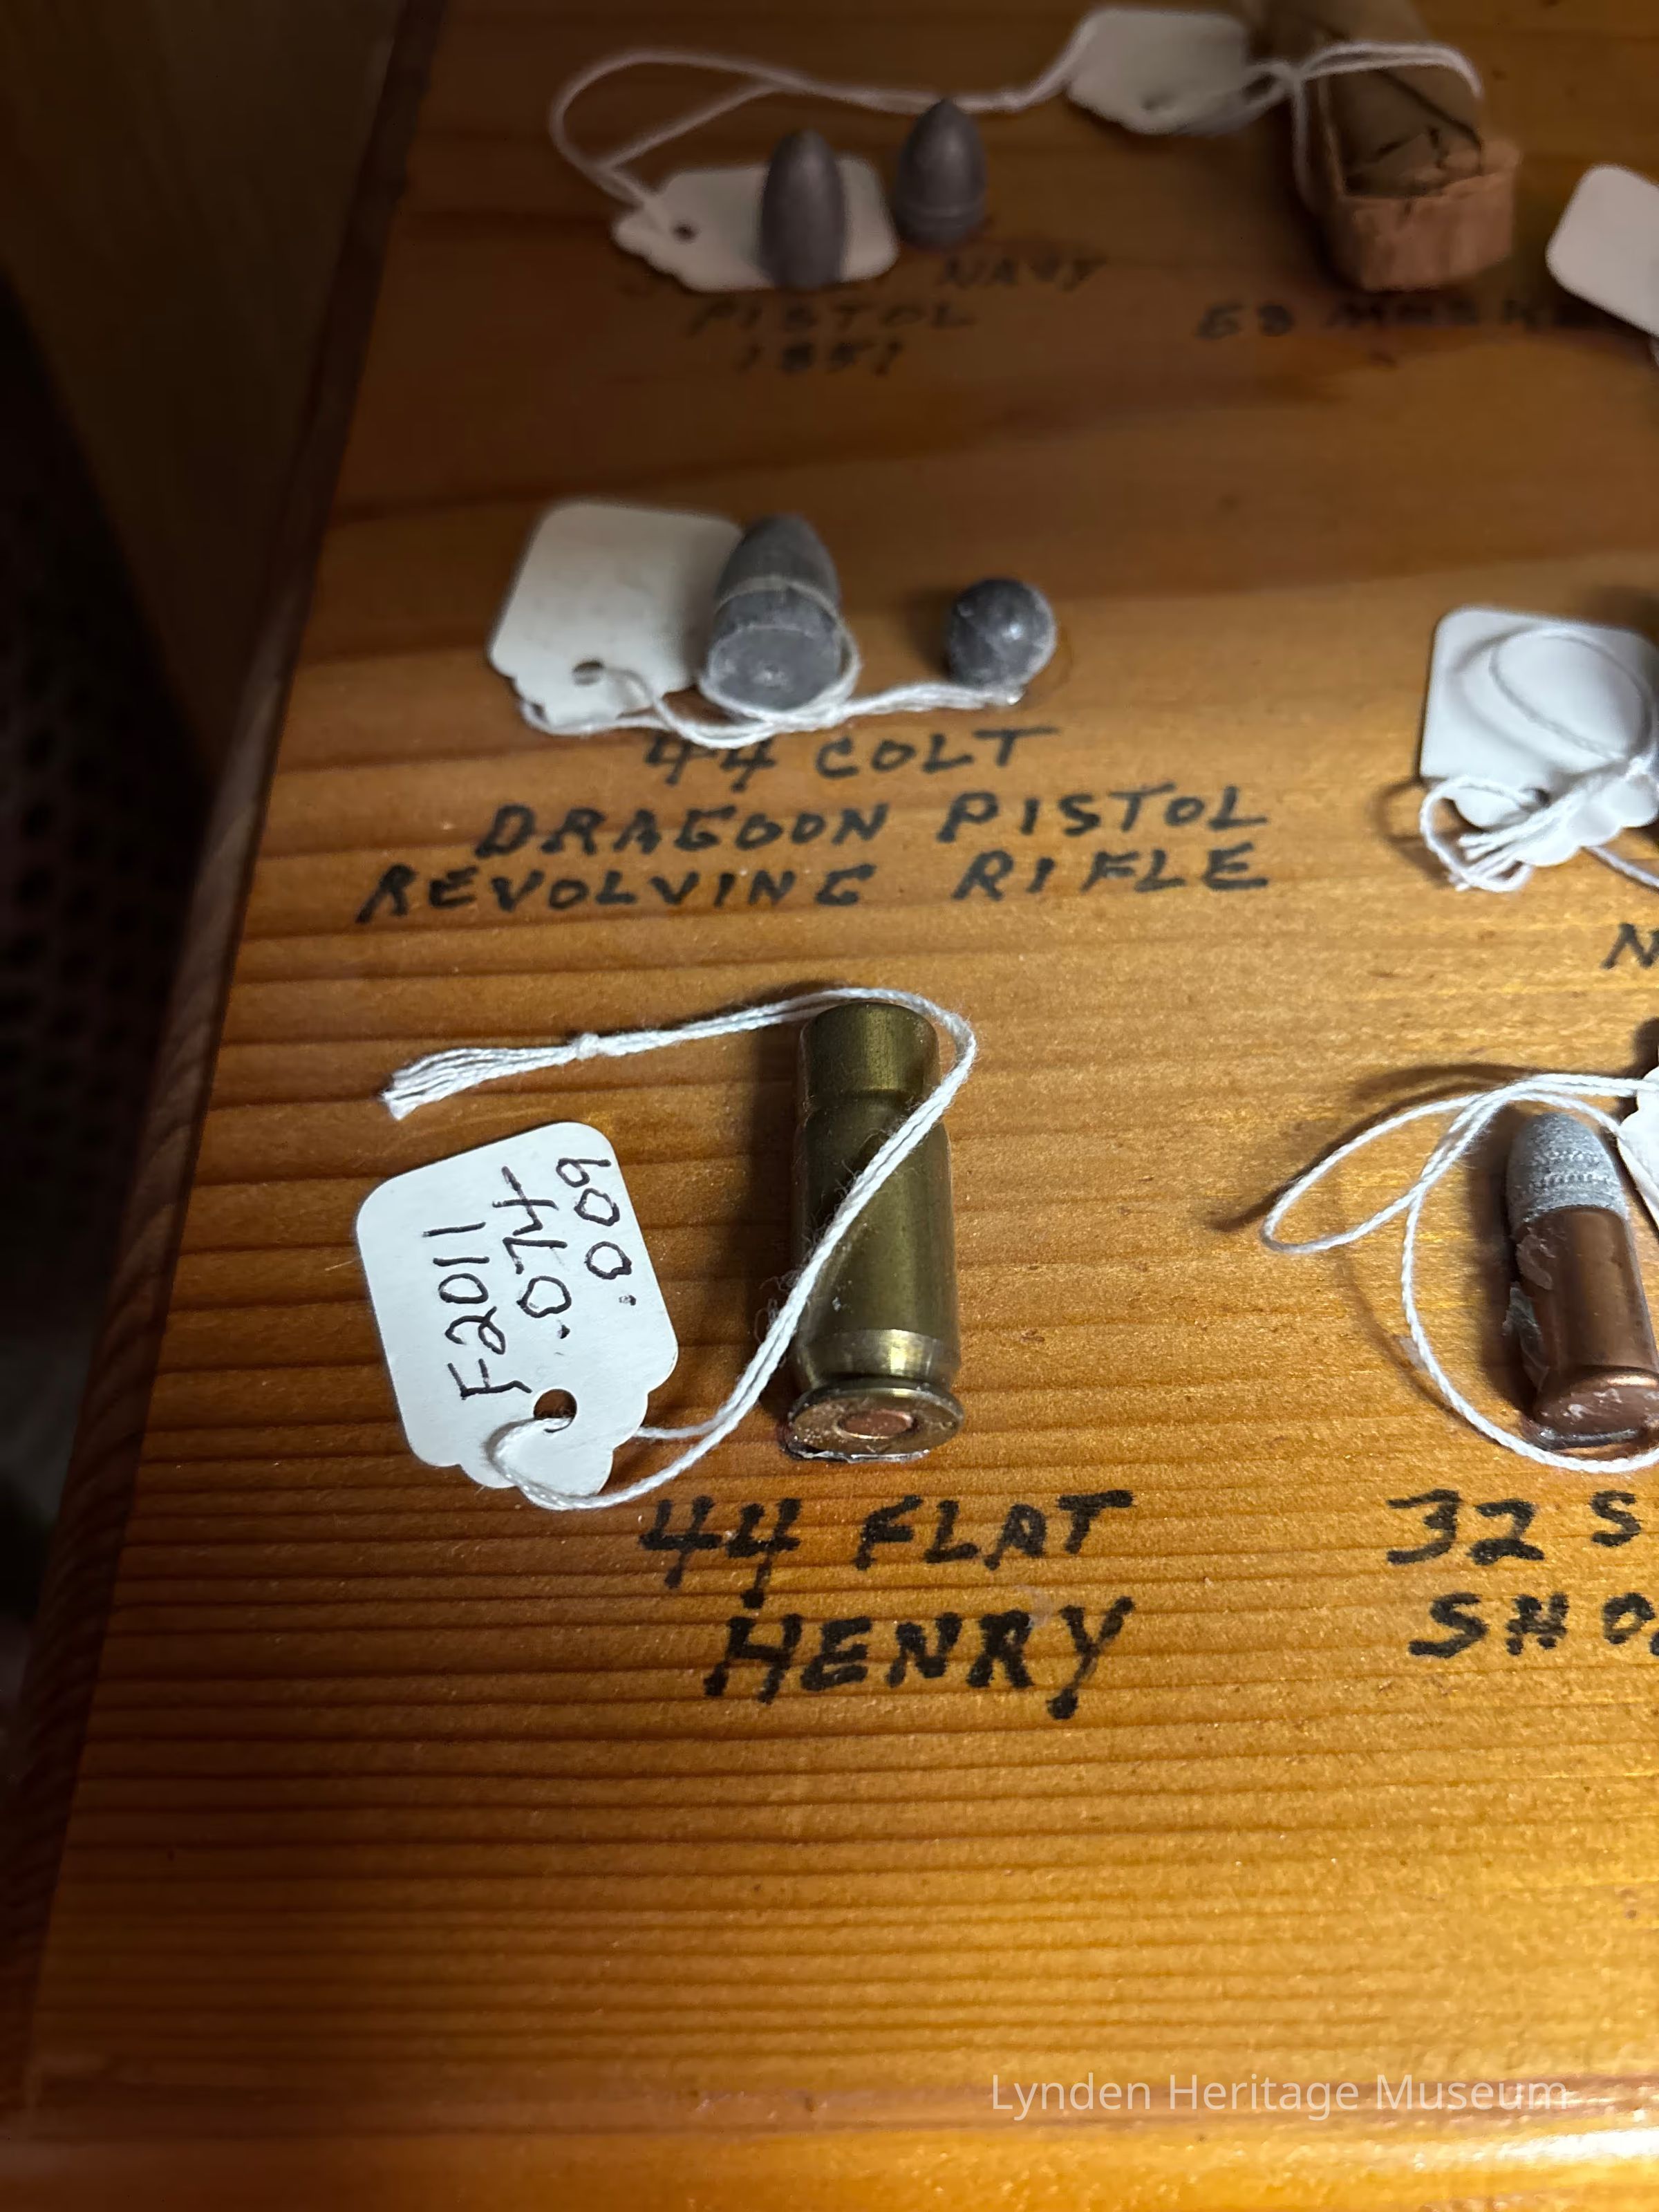 NAVY
PISTOL
1851
44 COLT
DRAGOON PISTOL
REVOLVING RIFLE
N
F2011
.074
.009
44 FLAT
HENRY
32 S
SHO
Lynden Heritage Museum